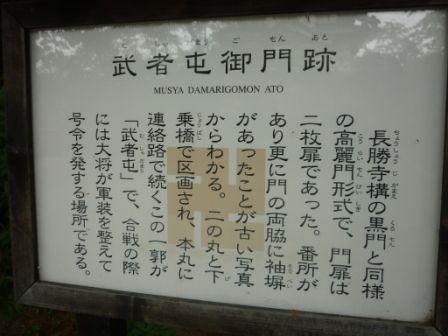 武者屯御門跡
MUSYA DAMARIGOMON ATO
長勝寺構の黒門と同様
の高麗門形式で、門扉は
二枚扉であった。番所が
あり更に門の両脇に袖塀
があったことが古い写真
からわかる。二の丸と下
乗橋で区画され、本丸に
連絡路で続くこの一郭が
「武者屯」で、合戦の際
には大将が軍装を整えて
号令を発する場所である。